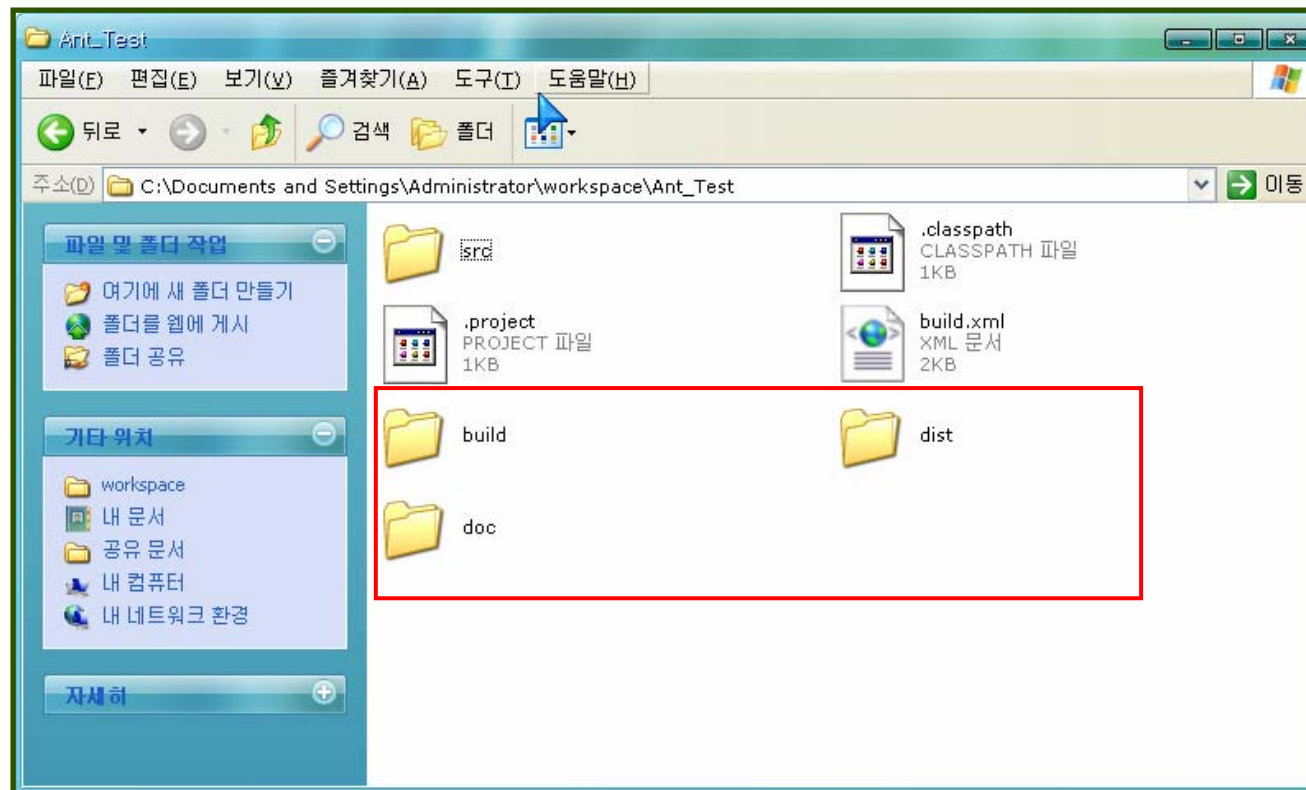 Ant_Test
파일(F) 편집(E) 보기(V) 즐겨찾기(A) 도구(T) 도움말(H)
뒤로 검색 폴더
주소(D) C:\Documents and Settings\Administrator\workspace\Ant_Test 이동
파일 및 폴더 작업
여기에 새 폴더 만들기
폴더를 웹에 게시
폴더 공유
기타 위치
workspace
내 문서
공유 문서
내 컴퓨터
내 네트워크 환경
자세히
src
.classpath
CLASSPATH 파일
1KB
.project
PROJECT 파일
1KB
build.xml
XML 문서
2KB
build
dist
doc